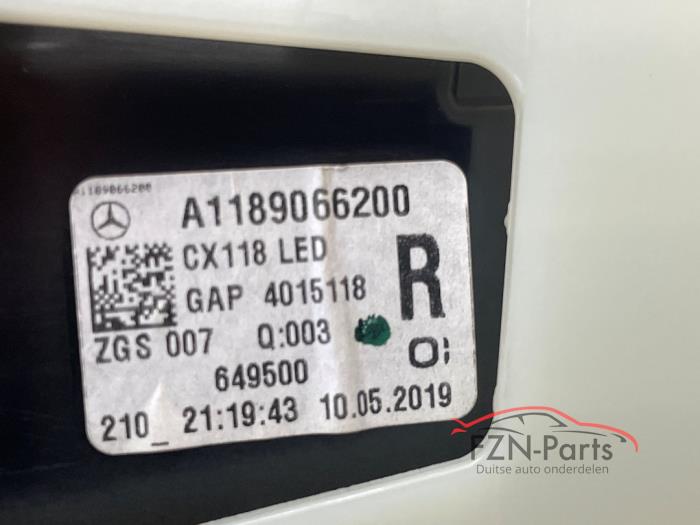 A1189066200
A1189066200
CX118 LED
GAP 4015118
R
ZGS 007 Q:003
649500
210_ 21:19:43 10.05.2019
FZN-Parts
Duitse auto onderdelen